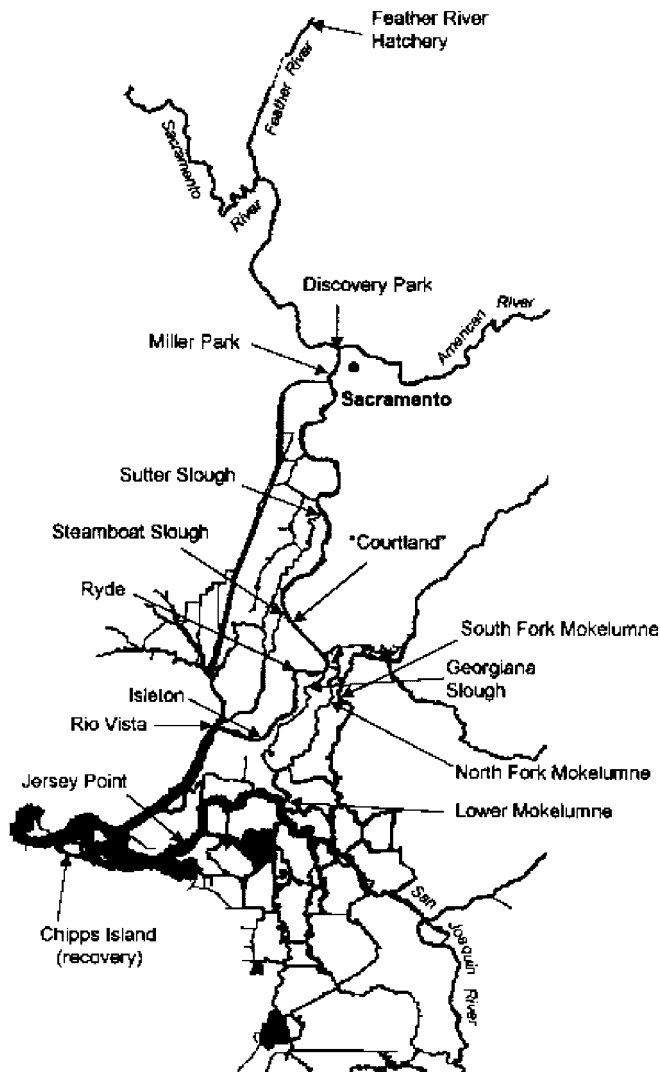 Feather River
Hatchery
Feather River
Sacramento
River
Discovery Park
American River
Miller Park
Sacramento
Sutter Slough
Steamboat Slough
"Courtland"
Ryde
South Fork Mokelumne
Georgiana
Slough
Isleton
Rio Vista
North Fork Mokelumne
Jersey Point
Lower Mokelumne
San
Joaquin
River
Chipps Island
(recovery)